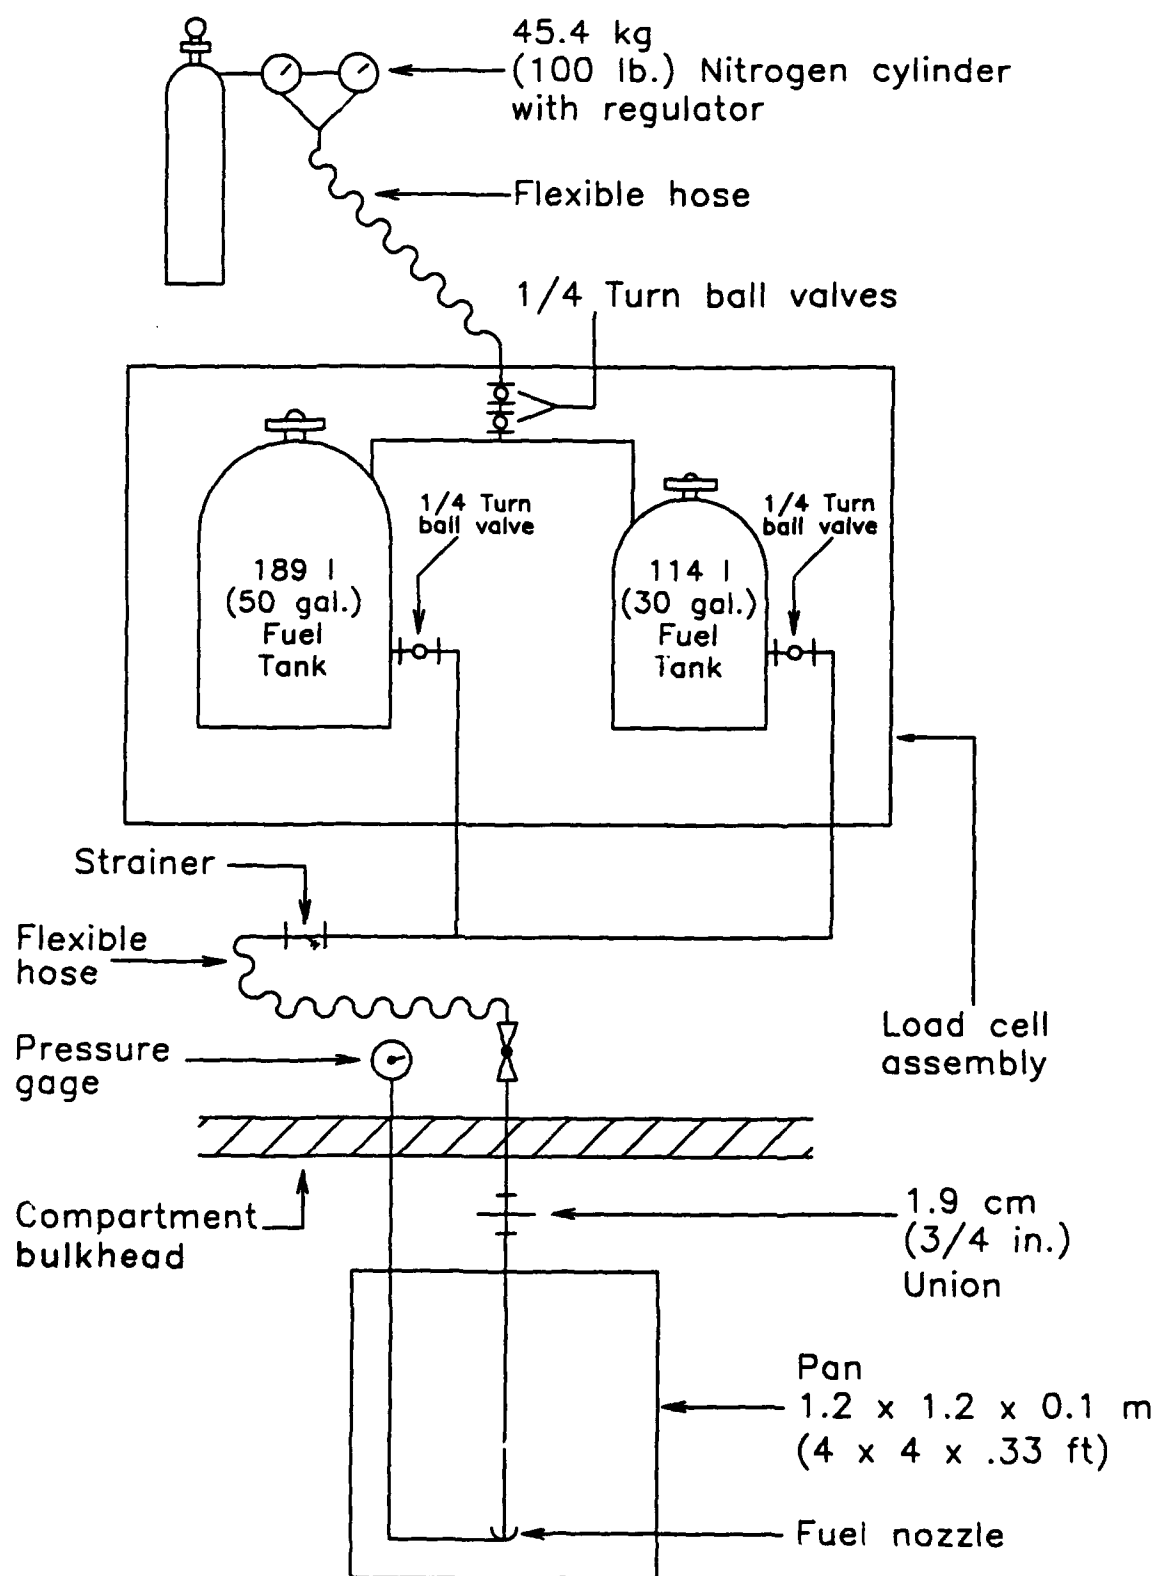 45.4 kg
(100 lb.) Nitrogen cylinder
with regulator
Flexible hose
1/4 Turn ball valves
1/4 Turn
ball valve
1/4 Turn
ball valve
189 l
(50 gal.)
Fuel
Tank
114 l
(30 gal.)
Fuel
Tank
Strainer
Flexible
hose
Load cell
assembly
Pressure
gage
Compartment
bulkhead
1.9 cm
(3/4 in.)
Union
Pan
1.2 x 1.2 x 0.1 m
(4 x 4 x .33 ft)
Fuel nozzle